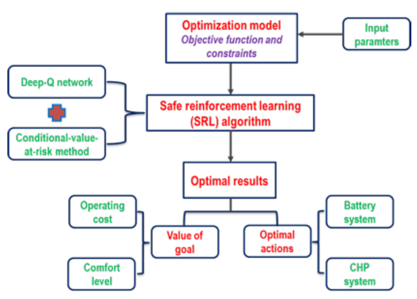 Optimization model
Objective function and
constraints
Input
paramters
Deep-Q network
Conditional-value-
at-risk method
Safe reinforcement learning
(SRL) algorithm
Optimal results
Operating
cost
Comfort
level
Value of
goal
Optimal
actions
Battery
system
CHP
system